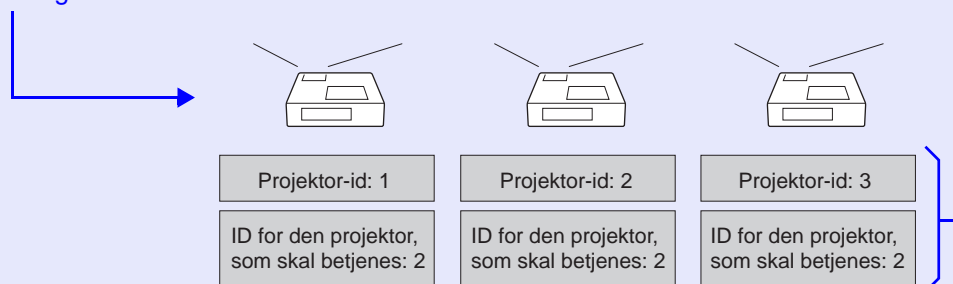 Projektor-id: 1
Projektor-id: 2
Projektor-id: 3
ID for den projektor,
som skal betjenes: 2
ID for den projektor,
som skal betjenes: 2
ID for den projektor,
som skal betjenes: 2